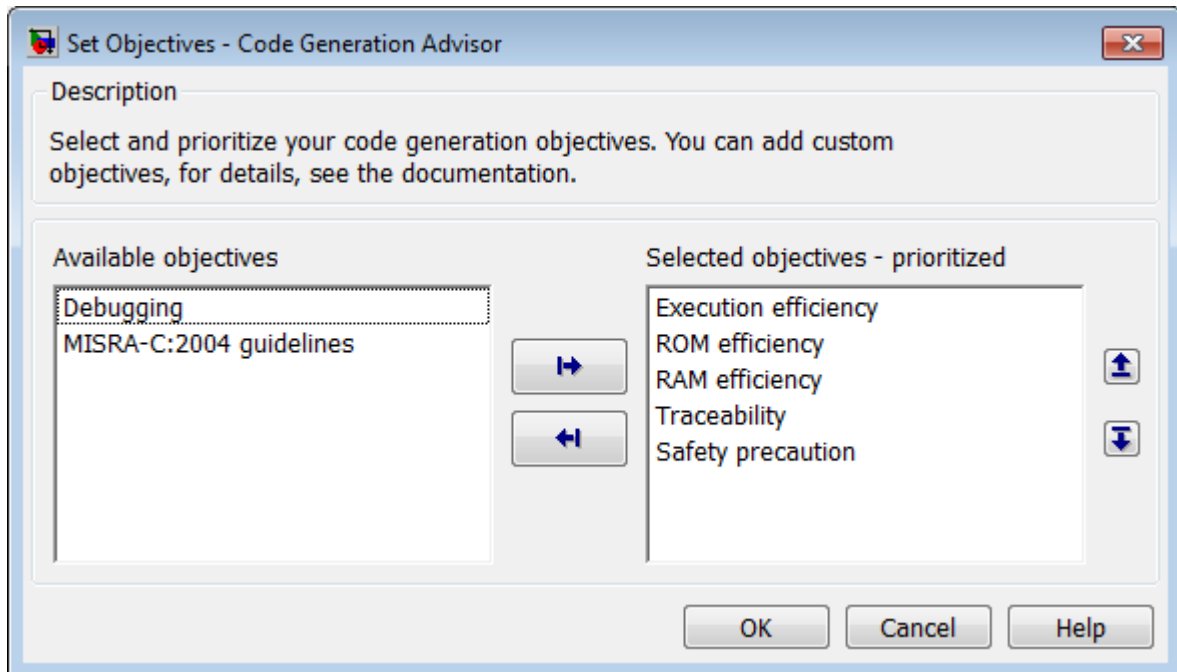 Set Objectives - Code Generation Advisor
Description
Select and prioritize your code generation objectives. You can add custom
objectives, for details, see the documentation.
Available objectives
Debugging
MISRA-C:2004 guidelines
Selected objectives - prioritized
Execution efficiency
ROM efficiency
RAM efficiency
Traceability
Safety precaution
OK
Cancel
Help